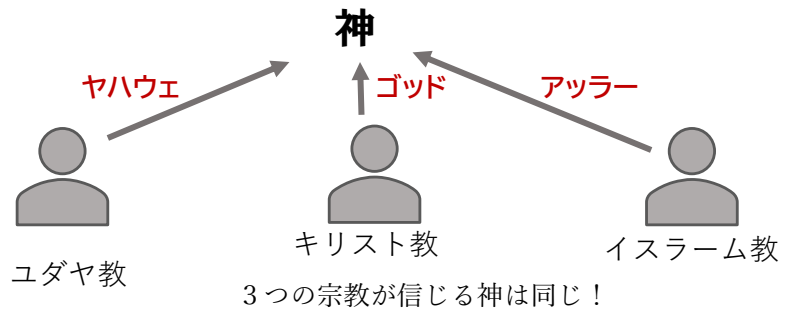 神
ヤハウェ
ゴッド
アッラー
ユダヤ教
キリスト教
イスラーム教
３つの宗教が信じる神は同じ！